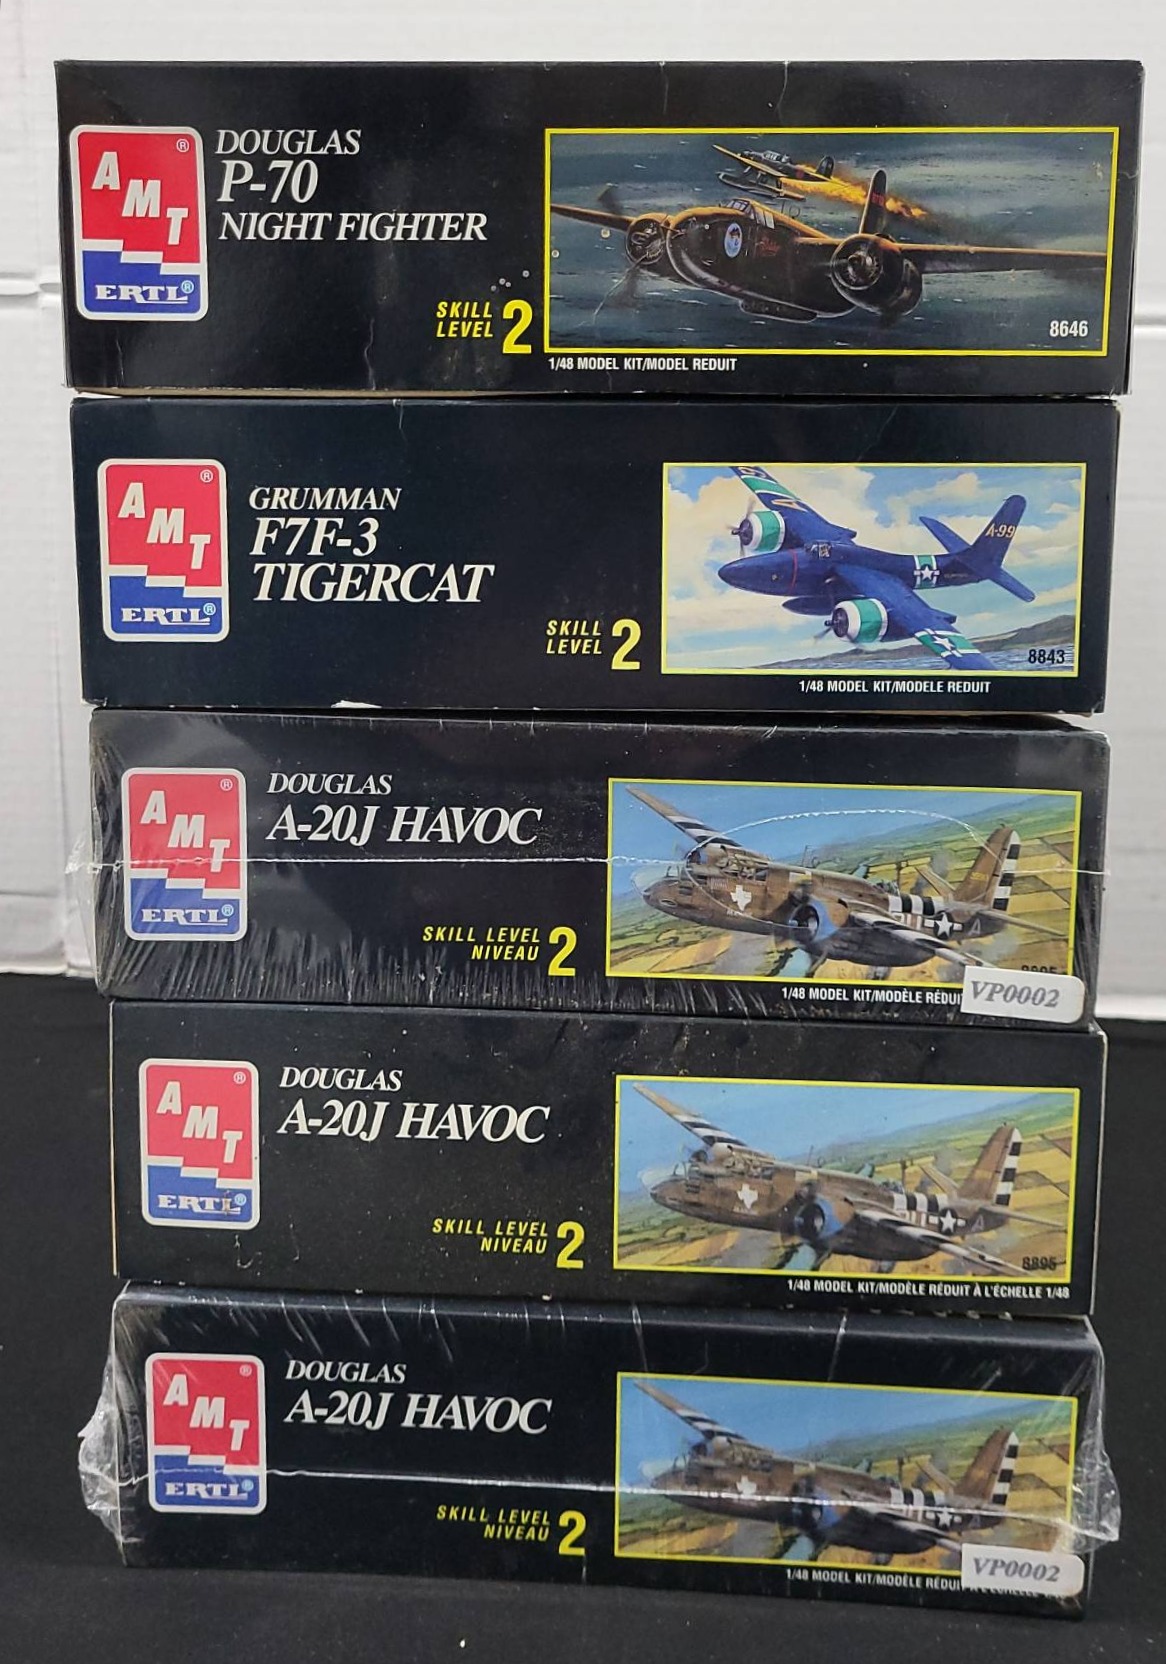 AMT®
ERTL®
DOUGLAS
P-70
NIGHT FIGHTER
SKILL
LEVEL 2
8646
1/48 MODEL KIT/MODEL REDUIT
AMT®
ERTL®
GRUMMAN
F7F-3
TIGERCAT
SKILL
LEVEL 2
A-99
8843
1/48 MODEL KIT/MODELE REDUIT
AMT®
ERTL®
DOUGLAS
A-20J HAVOC
SKILL LEVEL
NIVEAU 2
1/48 MODEL KIT/MODÈLE RÉDUI
VP0002
AMT®
ERTL®
DOUGLAS
A-20J HAVOC
SKILL LEVEL
NIVEAU 2
8895
1/48 MODEL KIT/MODÈLE RÉDUIT À L'ÉCHELLE 1/48
AMT®
ERTL®
DOUGLAS
A-20J HAVOC
SKILL LEVEL
NIVEAU 2
1/48 MODEL KIT/MODÈLE RÉDUI
VP0002